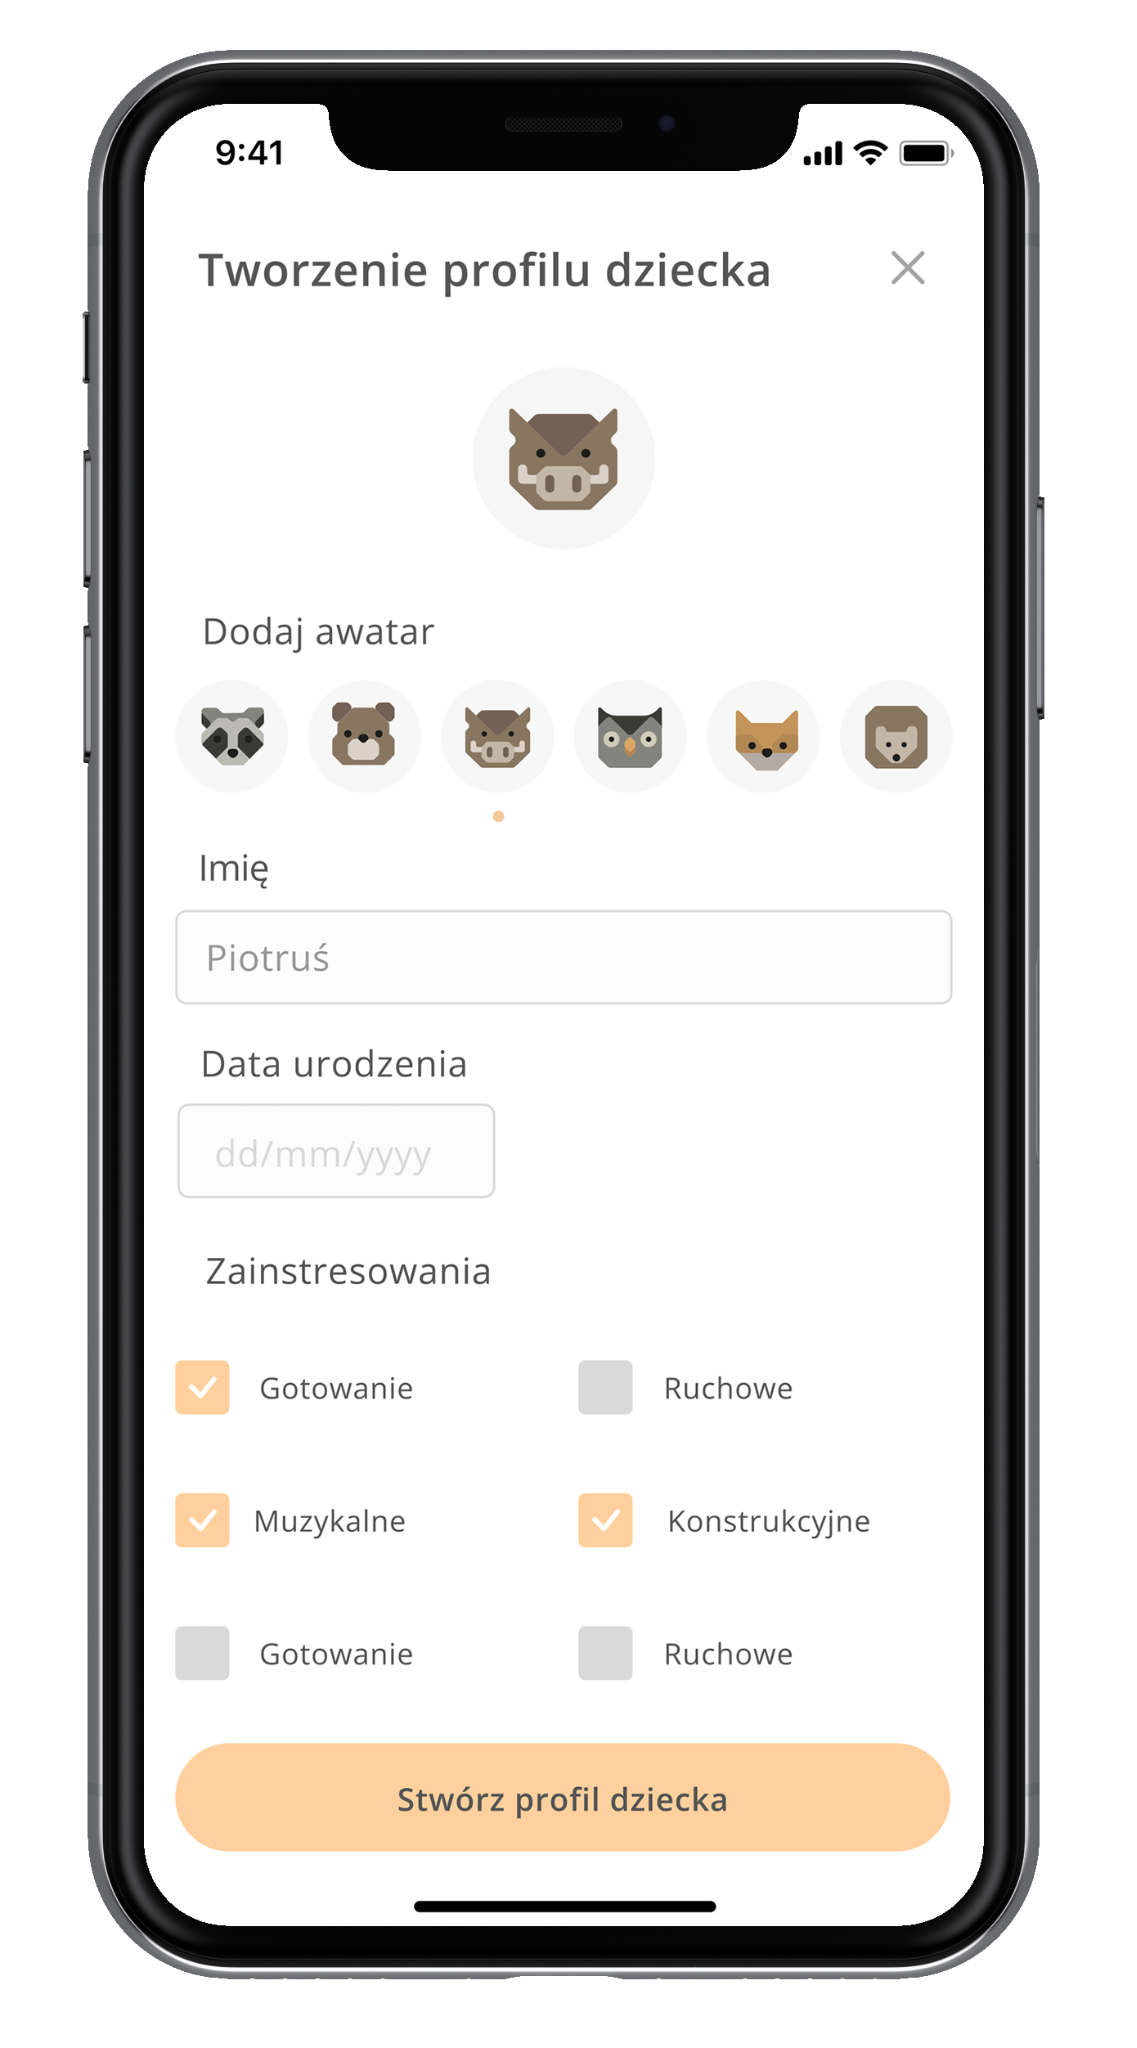 9:41
Tworzenie profilu dziecka
Dodaj awatar
Imię
Piotruś
Data urodzenia
dd/mm/yyyy
Zainstresowania
Gotowanie
Ruchowe
Muzykalne
Konstrukcyjne
Gotowanie
Ruchowe
Stwórz profil dziecka